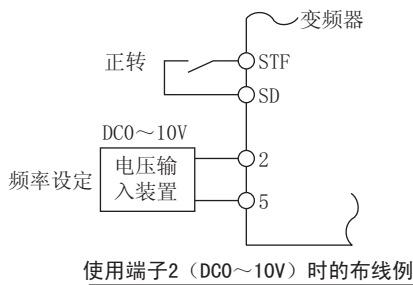 变频器
正转
STF
SD
DC0～10V
频率设定
电压输
入装置
2
5
使用端子2（DC0～10V）时的布线例